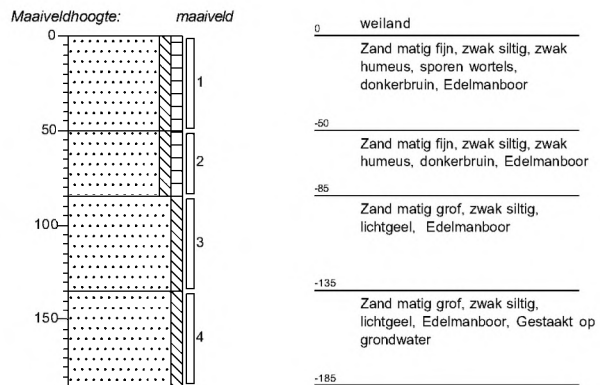 Maaiveldhoogte: maaiveld
0
50
100
150
1
2
3
4
0 weiland
Zand matig fijn, zwak siltig, zwak
humeus, sporen wortels,
donkerbruin, Edelmanboor
-50
Zand matig fijn, zwak siltig, zwak
humeus, donkerbruin, Edelmanboor
-85
Zand matig grof, zwak siltig,
lichtgeel, Edelmanboor
-135
Zand matig grof, zwak siltig,
lichtgeel, Edelmanboor, Gestaakt op
grondwater
-185